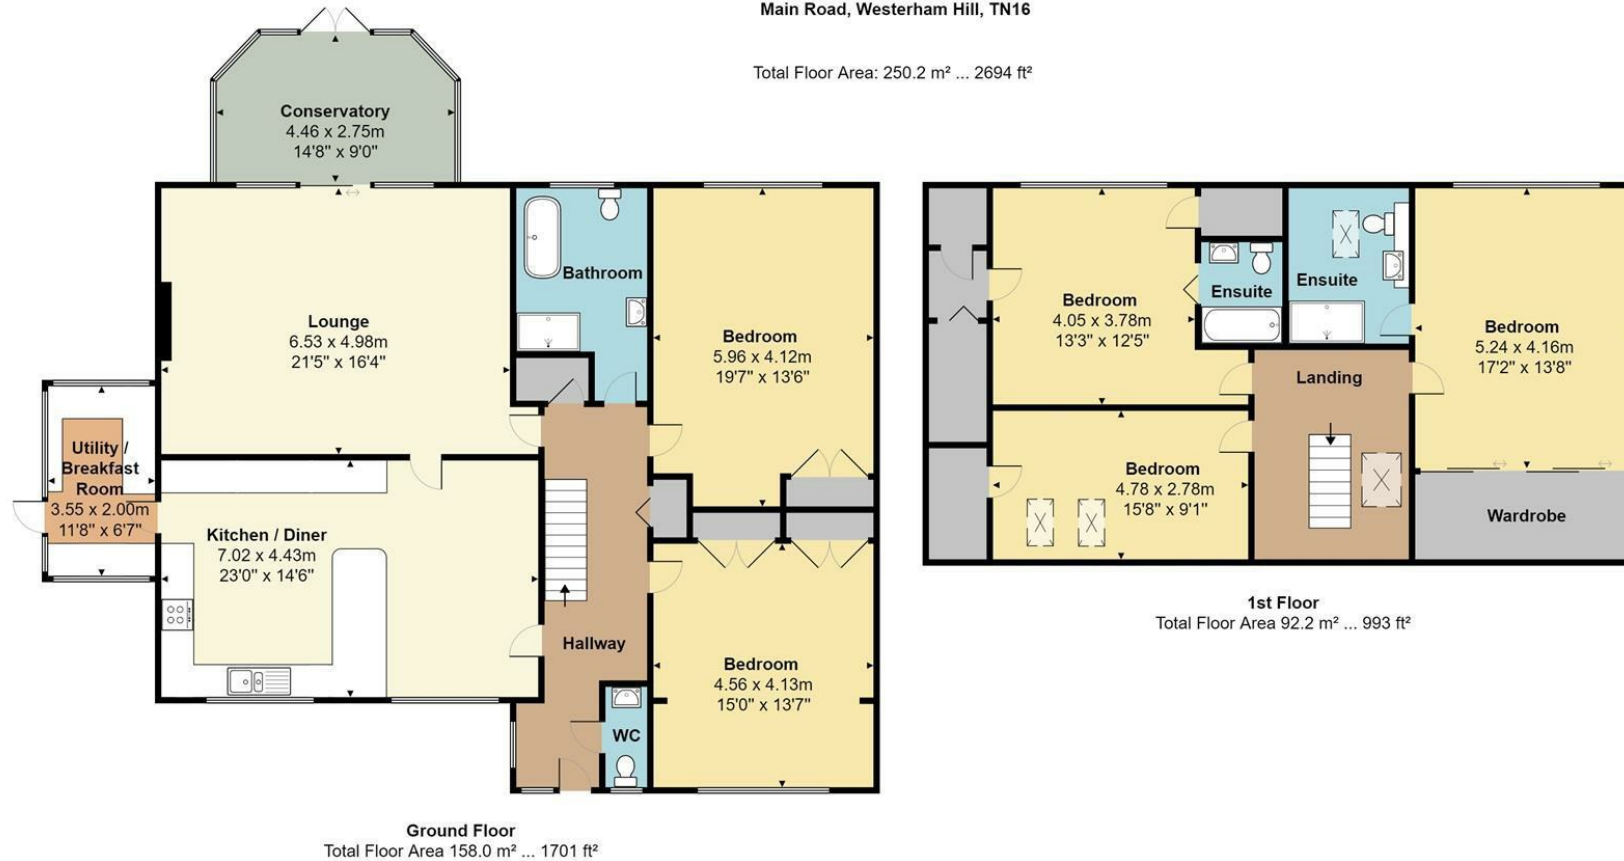 Main Road, Westerham Hill, TN16
Total Floor Area: 250.2 m² ... 2694 ft²
Conservatory
4.46 x 2.75m
14'8" x 9'0"
Lounge
6.53 x 4.98m
21'5" x 16'4"
Bathroom
Bedroom
5.96 x 4.12m
19'7" x 13'6"
Utility /
Breakfast
Room
3.55 x 2.00m
11'8" x 6'7"
Kitchen / Diner
7.02 x 4.43m
23'0" x 14'6"
Hallway
WC
Bedroom
4.56 x 4.13m
15'0" x 13'7"
Ground Floor
Total Floor Area 158.0 m² ... 1701 ft²
Bedroom
4.05 x 3.78m
13'3" x 12'5"
Ensuite
Ensuite
Bedroom
5.24 x 4.16m
17'2" x 13'8"
Landing
Bedroom
4.78 x 2.78m
15'8" x 9'1"
Wardrobe
1st Floor
Total Floor Area 92.2 m² ... 993 ft²